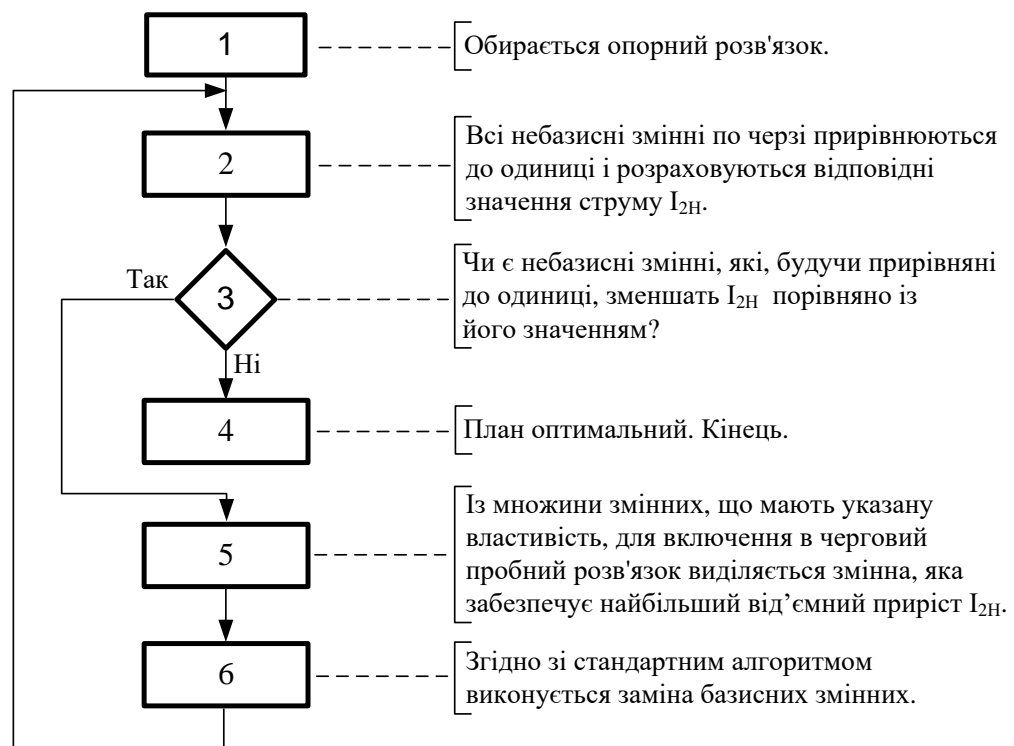 1
Обирається опорний розв'язок.
2
Всі небазисні змінні по черзі прирівнюються
до одиниці і розраховуються відповідні
значення струму I2H.
Так
3
Чи є небазисні змінні, які, будучи прирівняні
до одиниці, зменшать I2H порівняно із
його значенням?
Ні
4
План оптимальний. Кінець.
5
Із множини змінних, що мають указану
властивість, для включення в черговий
пробний розв'язок виділяється змінна, яка
забезпечує найбільший від’ємний приріст I2H.
6
Згідно зі стандартним алгоритмом
виконується заміна базисних змінних.